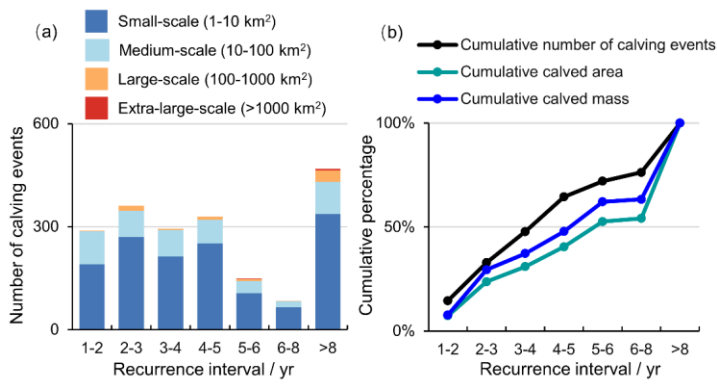 (a)
Small-scale (1-10 km²)
Medium-scale (10-100 km²)
Large-scale (100-1000 km²)
Extra-large-scale (>1000 km²)
Number of calving events
600
300
0
1-2 2-3 3-4 4-5 5-6 6-8 >8
Recurrence interval / yr
(b)
Cumulative number of calving events
Cumulative calved area
Cumulative calved mass
Cumulative percentage
100%
50%
0%
1-2 2-3 3-4 4-5 5-6 6-8 >8
Recurrence interval / yr